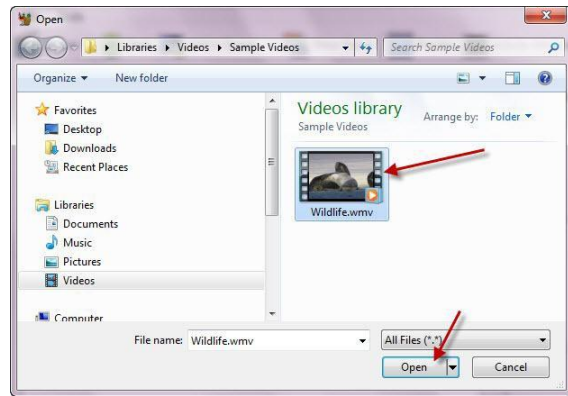 Open
Libraries Videos Sample Videos Search Sample Videos
Organize New folder
Favorites
Desktop
Downloads
Recent Places
Libraries
Documents
Music
Pictures
Videos
Computer
Videos library
Sample Videos
Arrange by: Folder
Wildlife.wmv
File name: Wildlife.wmv
All Files (*.*)
Open Cancel